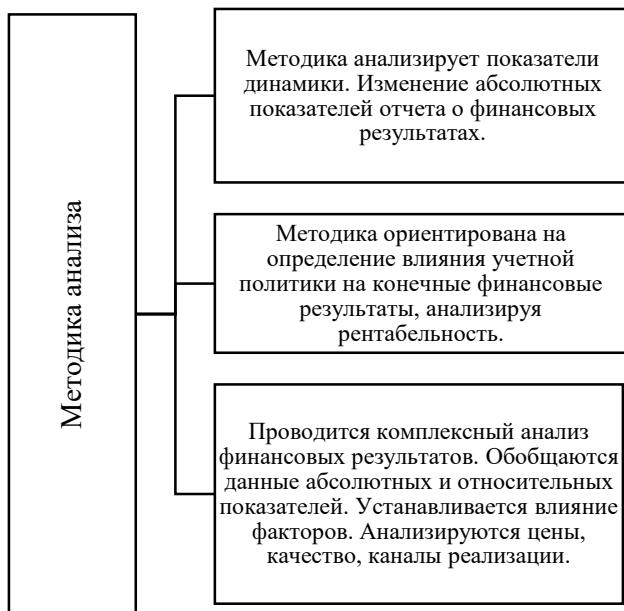 Методика анализа
Методика анализирует показатели
динамики. Изменение абсолютных
показателей отчета о финансовых
результатах.
Методика ориентирована на
определение влияния учетной
политики на конечные финансовые
результаты, анализируя
рентабельность.
Проводится комплексный анализ
финансовых результатов. Обобщаются
данные абсолютных и относительных
показателей. Устанавливается влияние
факторов. Анализируются цены,
качество, каналы реализации.